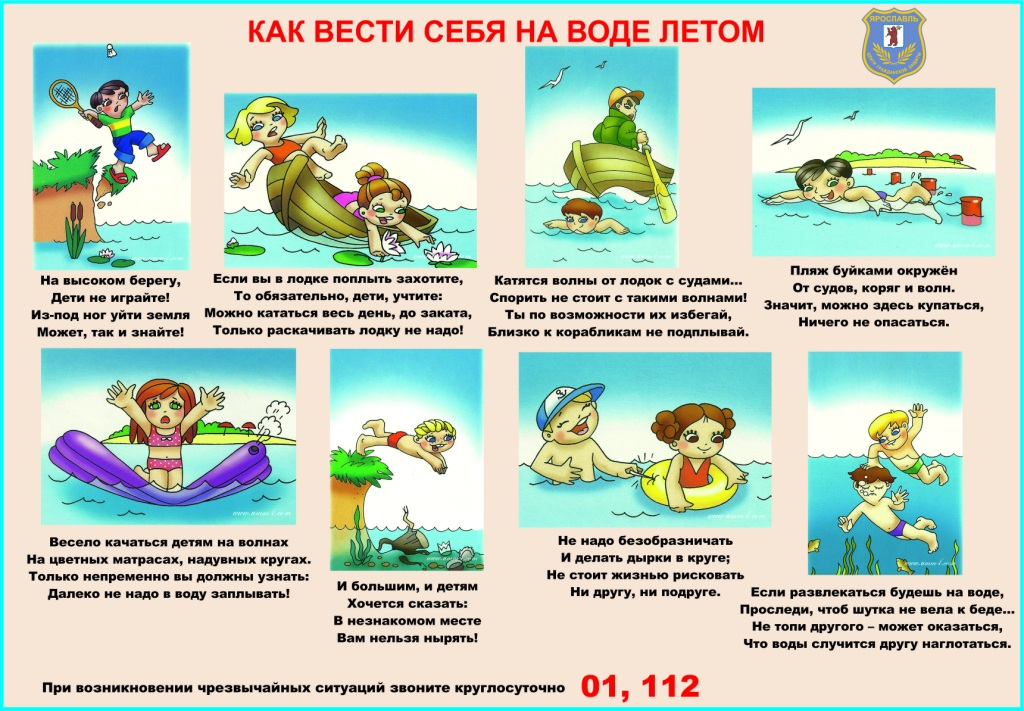 КАК ВЕСТИ СЕБЯ НА ВОДЕ ЛЕТОМ
ЯРОСЛАВЛЬ
На высоком берегу,
Дети не играйте!
Из-под ног уйти земля
Может, так и знайте!
Если вы в лодке поплыть захотите,
То обязательно, дети, учтите:
Можно кататься весь день, до заката,
Только раскачивать лодку не надо!
Катятся волны от лодок с судами...
Спорить не стоит с такими волнами!
Ты по возможности их избегай,
Близко к корабликам не подплывай.
Пляж буйками окружён
От судов, коряг и волн.
Значит, можно здесь купаться,
Ничего не опасаться.
Весело качаться детям на волнах
На цветных матрасах, надувных кругах.
Только непременно вы должны узнать:
Далеко не надо в воду заплывать!
И большим, и детям
Хочется сказать:
В незнакомом месте
Вам нельзя нырять!
Не надо безобразничать
И делать дырки в круге;
Не стоит жизнью рисковать
Ни другу, ни подруге.
Если развлекаться будешь на воде,
Проследи, чтоб шутка не вела к беде...
Не топи другого – может оказаться,
Что воды случится другу наглотаться.
При возникновении чрезвычайных ситуаций звоните круглосуточно 01, 112